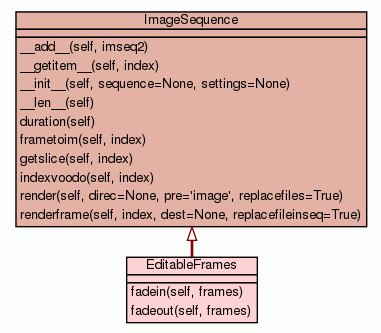 ImageSequence
__add__(self, imseq2)
__getitem__(self, index)
__init__(self, sequence=None, settings=None)
__len__(self)
duration(self)
frametoim(self, index)
getslice(self, index)
indexvoodo(self, index)
render(self, direc=None, pre='image', replacefiles=True)
renderframe(self, index, dest=None, replacefileinseq=True)
EditableFrames
fadein(self, frames)
fadeout(self, frames)